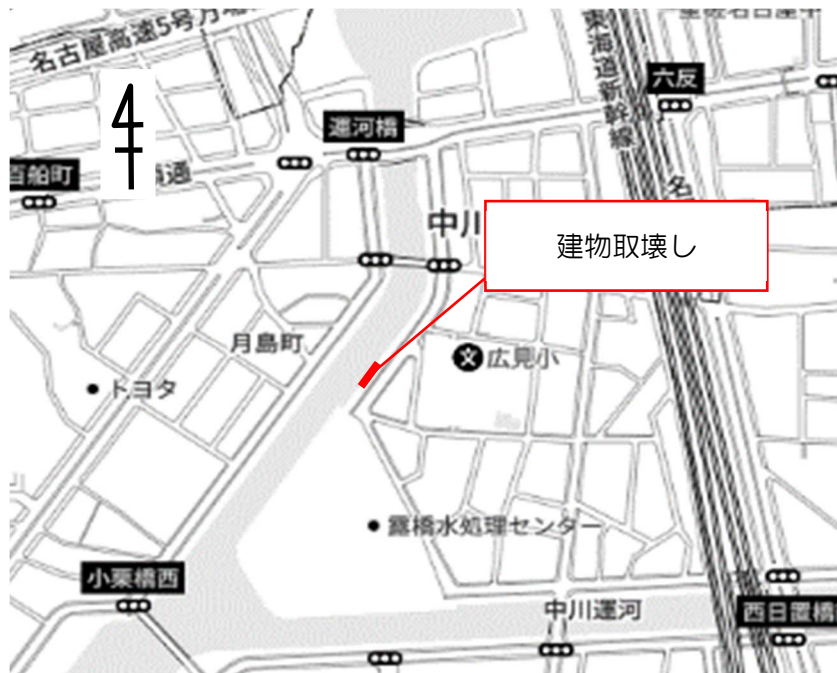 名古屋高速5号万場
東海道新幹線
六反
運河橋
百船町
通
名
中川
建物取壊し
月島町
広見小
トヨタ
露橋水処理センター
小栗橋西
中川運河
西日置橋